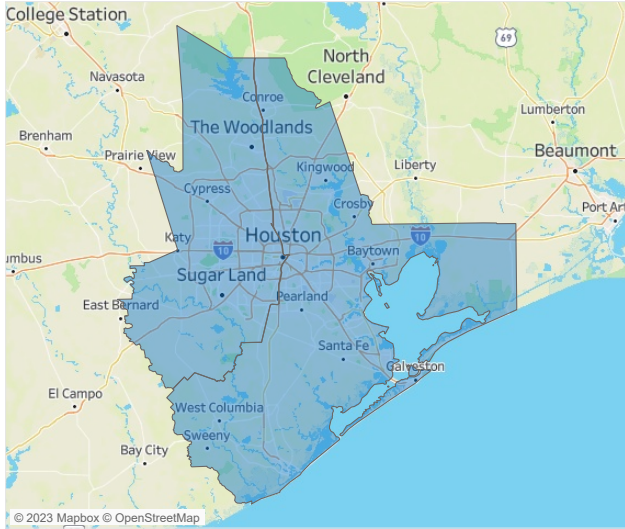 College Station
69
North
Cleveland
Navasota
Conroe
Lumberton
The Woodlands
Brenham
Beaumont
Prairie View
Kingwood
Liberty
Cypress
Crosby
Port Art
Katy
10
Houston
10
Baytown
umbus
Sugar Land
Pearland
East Bernard
Santa Fe
Galveston
El Campo
West Columbia
Sweeny
Bay City
© 2023 Mapbox © OpenStreetMap